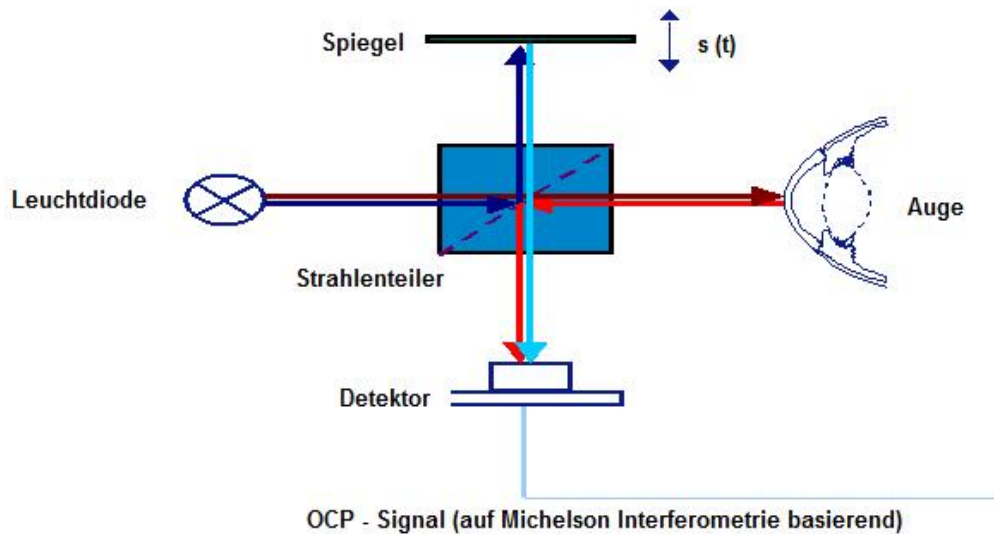 Spiegel
s (t)
Leuchtdiode
Auge
Strahlenteiler
Detektor
OCP - Signal (auf Michelson Interferometrie basierend)